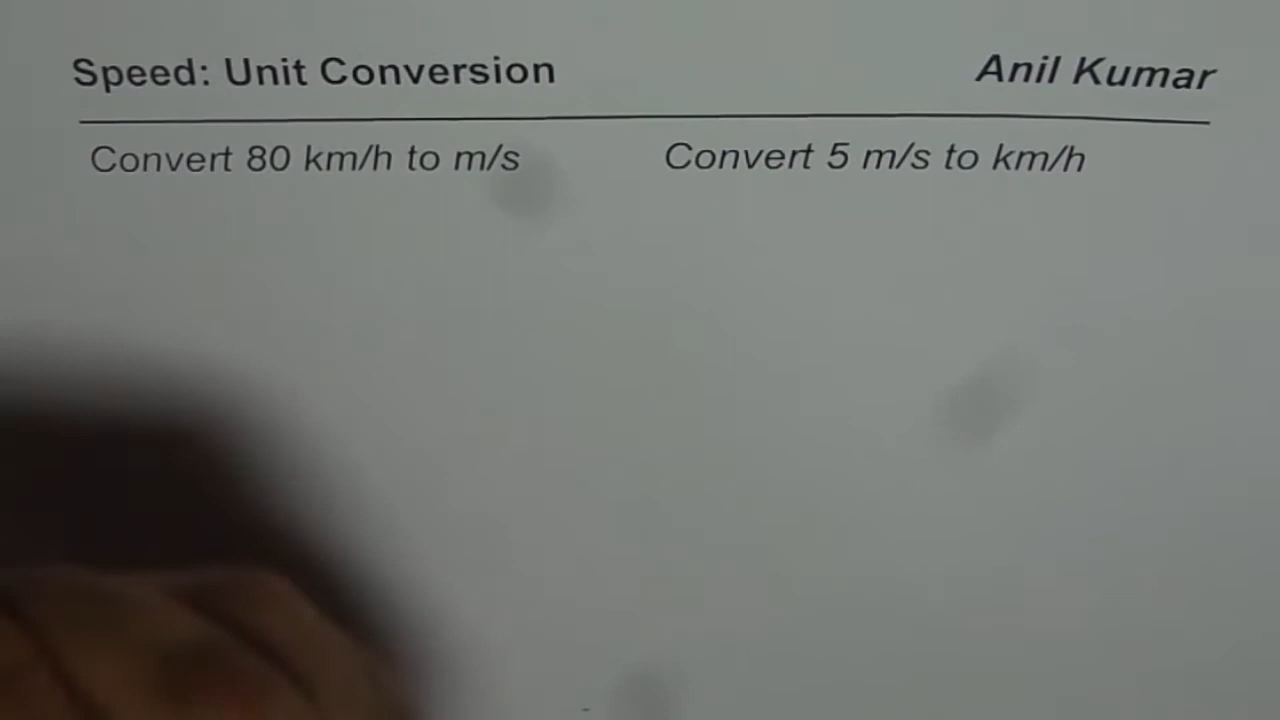 Speed: Unit Conversion Anil Kumar
Convert 80 km/h to m/s Convert 5 m/s to km/h